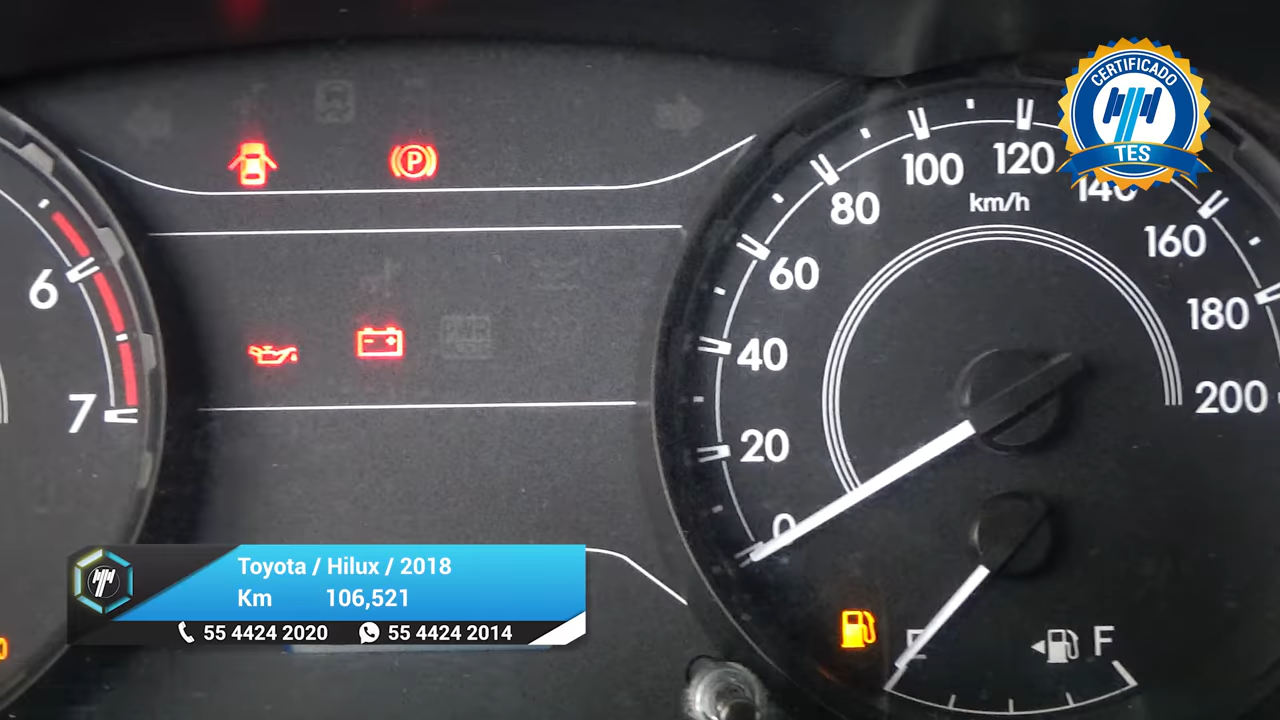 CERTIFICADO
TES
P
100
120
140
80
km/h
60
160
6
180
PWR
40
7
200
20
0
Toyota / Hilux / 2018
Km 106,521
55 4424 2020 55 4424 2014
E
F